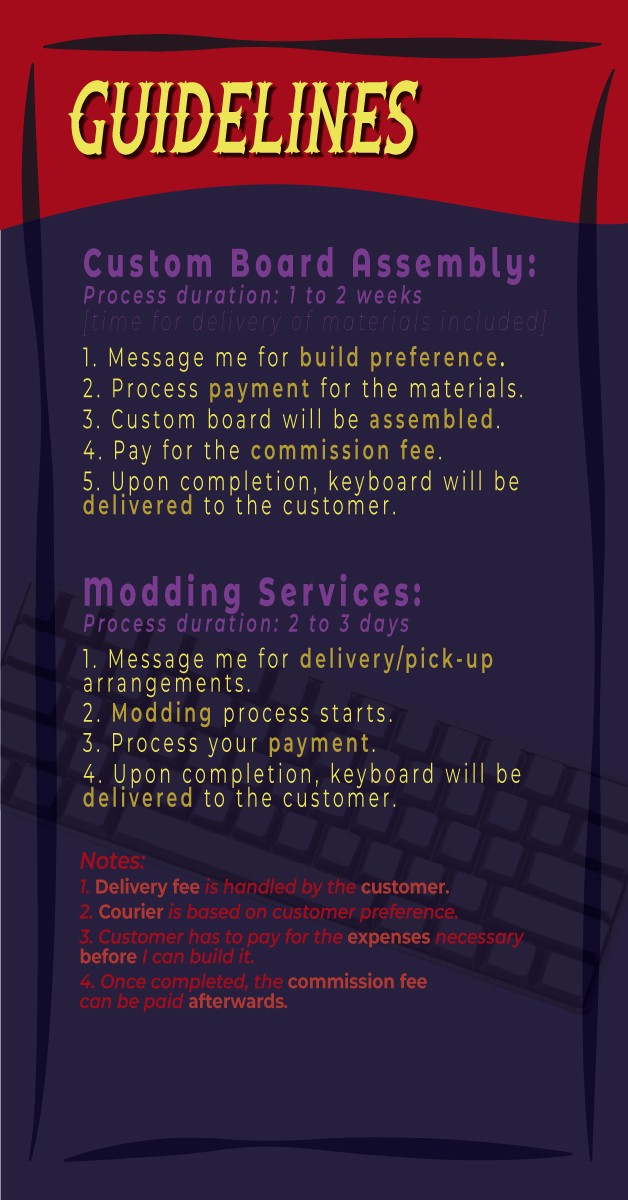 GUIDELINES
Custom Board Assembly:
Process duration: 1 to 2 weeks
[time for delivery of materials included]
1. Message me for build preference.
2. Process payment for the materials.
3. Custom board will be assembled.
4. Pay for the commission fee.
5. Upon completion, keyboard will be
delivered to the customer.
Modding Services:
Process duration: 2 to 3 days
1. Message me for delivery/pick-up
arrangements.
2. Modding process starts.
3. Process your payment.
4. Upon completion, keyboard will be
delivered to the customer.
Notes:
1. Delivery fee is handled by the customer.
2. Courier is based on customer preference.
3. Customer has to pay for the expenses necessary
before I can build it.
4. Once completed, the commission fee
can be paid afterwards.